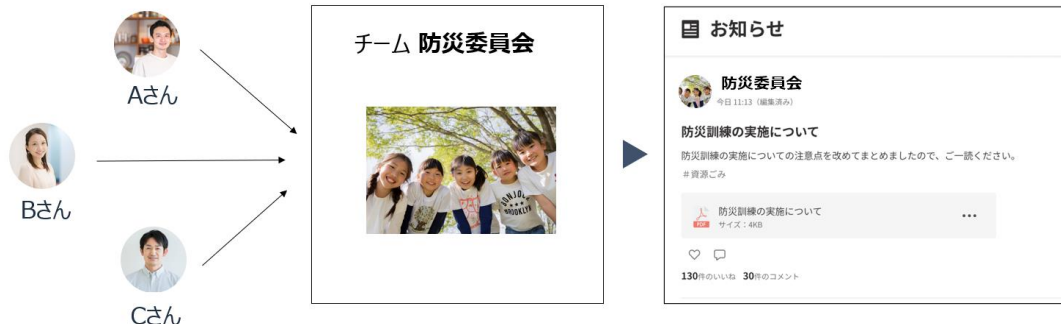 Aさん
Bさん
Cさん
チーム 防災委員会
BONJOUR
BROOKLYN
お知らせ
防災委員会
今日 11:13（編集済み）
防災訓練の実施について
防災訓練の実施についての注意点を改めてまとめましたので、ご一読ください。
＃資源ごみ
PDF
防災訓練の実施について
サイズ：4KB
130件のいいね 30件のコメント